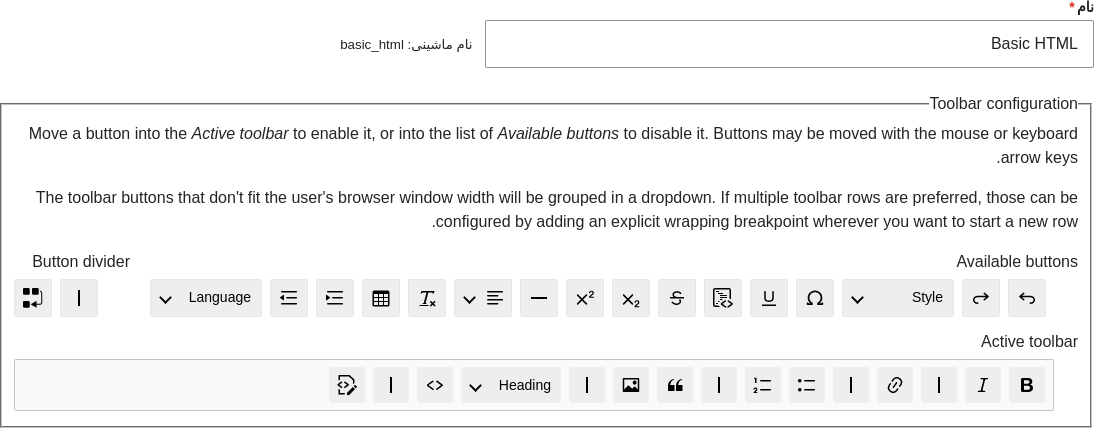 نام *
Basic HTML
نام ماشینی: basic_html
Toolbar configuration
Move a button into the Active toolbar to enable it, or into the list of Available buttons to disable it. Buttons may be moved with the mouse or keyboard
.arrow keys
The toolbar buttons that don't fit the user's browser window width will be grouped in a dropdown. If multiple toolbar rows are preferred, those can be
.configured by adding an explicit wrapping breakpoint wherever you want to start a new row
Available buttons
Button divider
Style
Language
Active toolbar
Heading